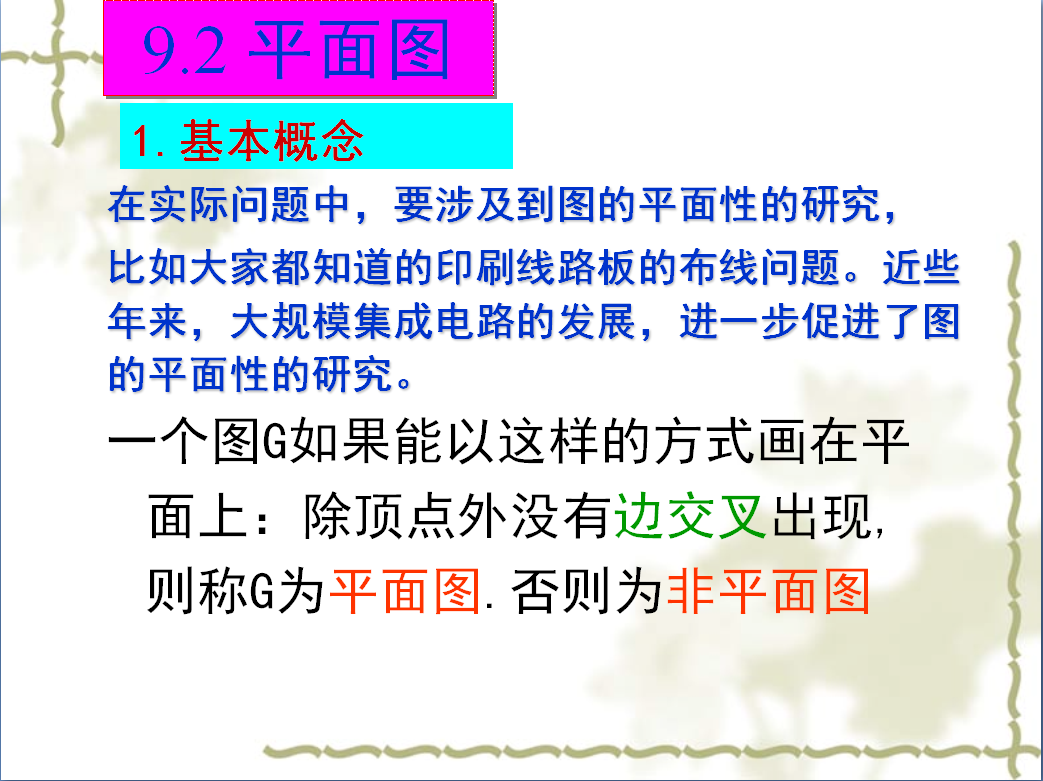 9.2 平面图
1.基本概念
在实际问题中，要涉及到图的平面性的研究，
比如大家都知道的印刷线路板的布线问题。近些
年来，大规模集成电路的发展，进一步促进了图
的平面性的研究。
一个图G如果能以这样的方式画在平
面上：除顶点外没有边交叉出现,
则称G为平面图.否则为非平面图